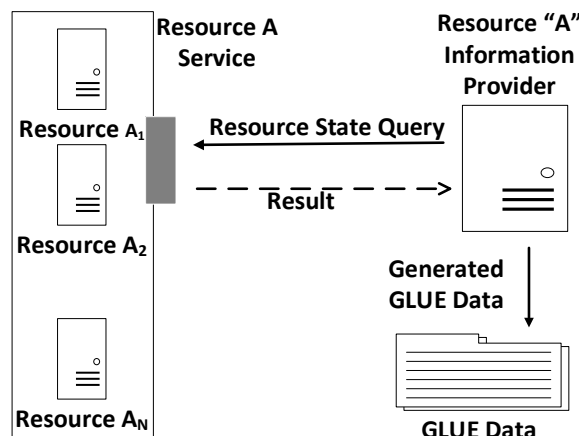 Resource A
Service
Resource “A”
Information
Provider
Resource A₁
Resource State Query
Result
Resource A₂
Generated
GLUE Data
Resource Aₙ
GLUE Data